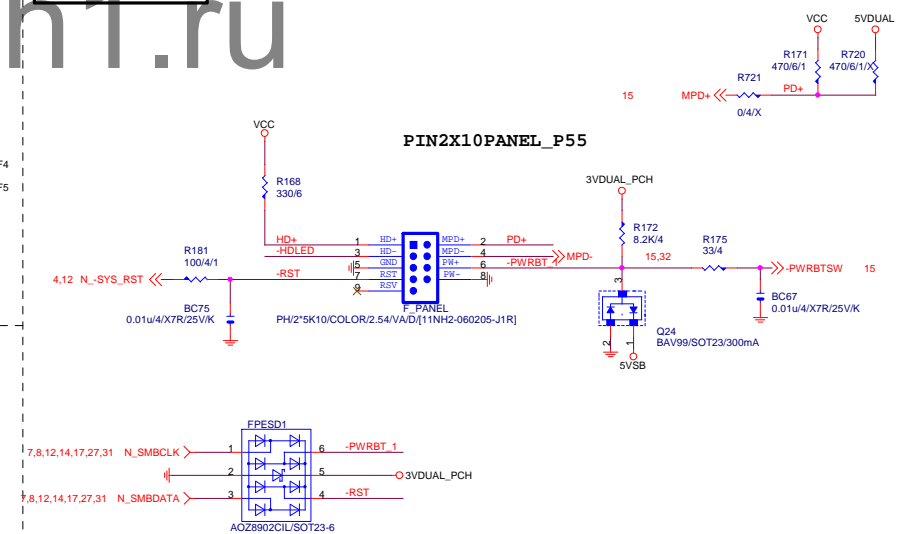 h1.ru
VCC 5VDUAL
R171 R720
470/6/1 470/6/1/X
R721
15 MPD+ PD+
0/4/X
VCC
PIN2X10PANEL_P55
F4
F5
R168
330/6
3VDUAL_PCH
R172
8.2K/4
HD+ 1 HD+ MPD+ 2 PD+
-HDLED 3 HD- MPD- 4 MPD- 15,32
5 GND PW+ 6 -PWRBT_1
-RST 7 RST PW- 8
9 RSV
R181
100/4/1
R175
33/4
4,12 N_-SYS_RST
-PWRBTSW 15
BC75
0.01u/4/X7R/25V/K
F_PANEL
PH/2*5K10/COLOR/2.54/VA/D/[11NH2-060205-J1R]
3
BC67
0.01u/4/X7R/25V/K
Q24
BAV99/SOT23/300mA
2 1
5VSB
FPESD1
7,8,12,14,17,27,31 N_SMBCLK 1 6 -PWRBT_1
2 5 3VDUAL_PCH
7,8,12,14,17,27,31 N_SMBDATA 3 4 -RST
AOZ8902CIL/SOT23-6